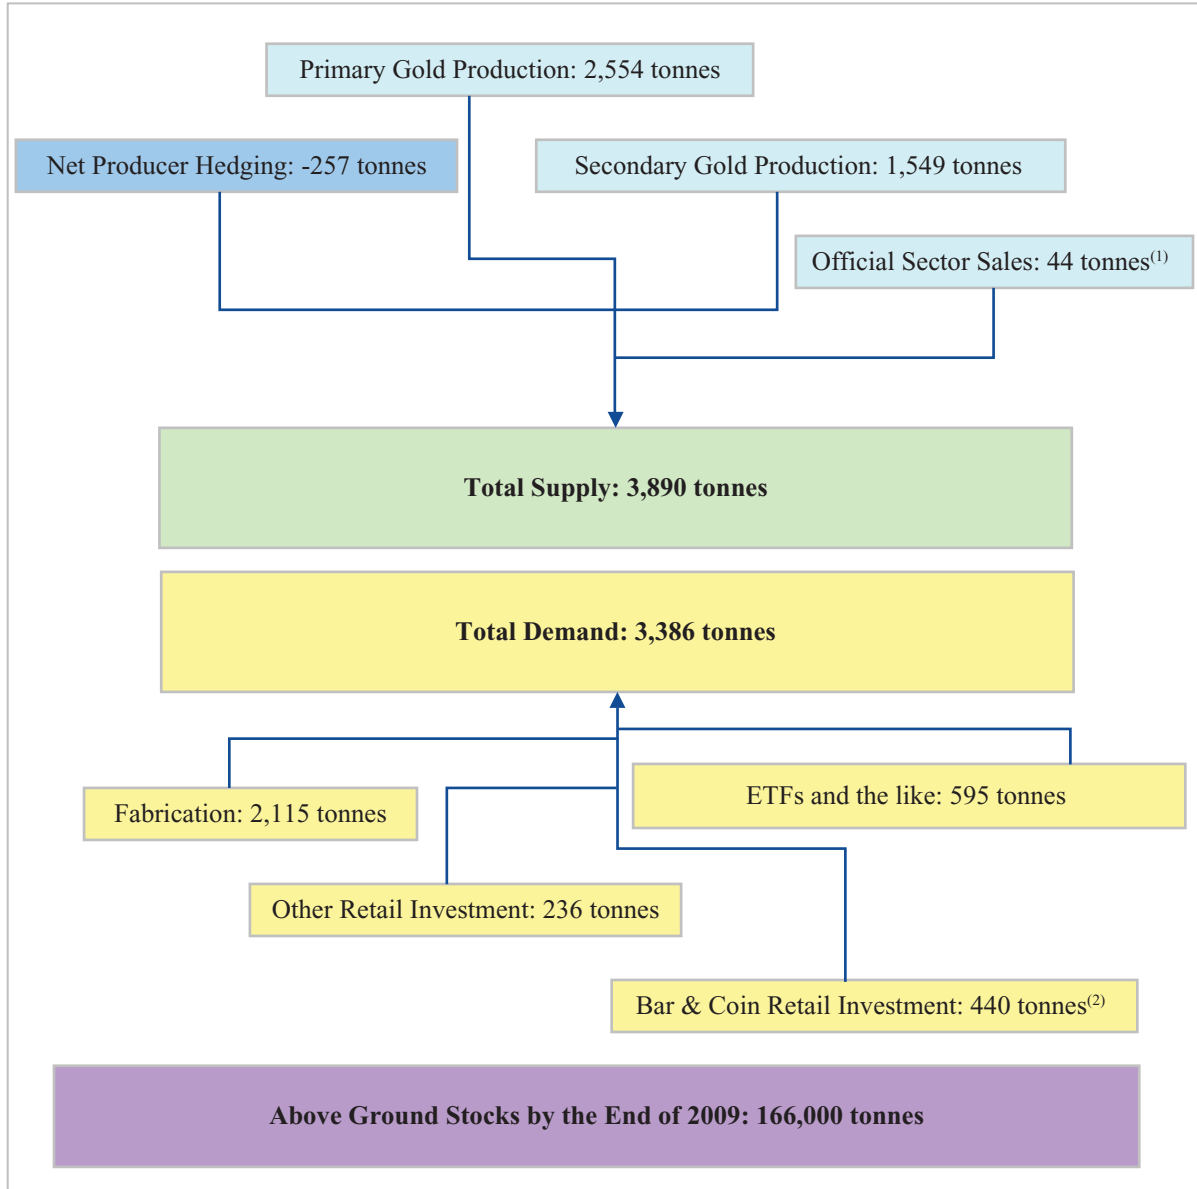 Primary Gold Production: 2,554 tonnes
Net Producer Hedging: -257 tonnes
Secondary Gold Production: 1,549 tonnes
Official Sector Sales: 44 tonnes(1)
Total Supply: 3,890 tonnes
Total Demand: 3,386 tonnes
ETFs and the like: 595 tonnes
Fabrication: 2,115 tonnes
Other Retail Investment: 236 tonnes
Bar & Coin Retail Investment: 440 tonnes(2)
Above Ground Stocks by the End of 2009: 166,000 tonnes